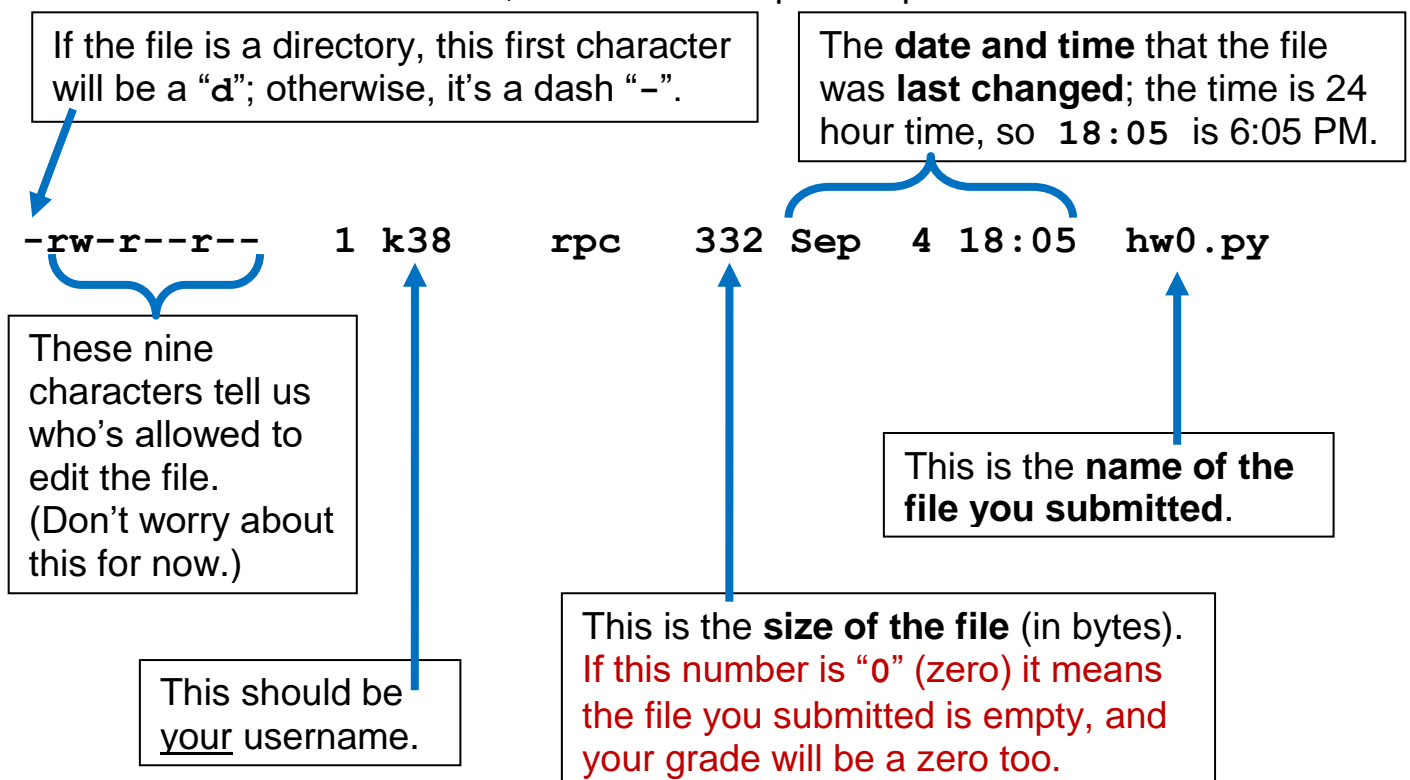 If the file is a directory, this first character
will be a “d”; otherwise, it's a dash “-”.
The date and time that the file
was last changed; the time is 24
hour time, so 18:05 is 6:05 PM.
-rw-r--r-- 1 k38 rpc 332 Sep 4 18:05 hw0.py
These nine
characters tell us
who's allowed to
edit the file.
(Don't worry about
this for now.)
This is the name of the
file you submitted.
This should be
your username.
This is the size of the file (in bytes).
If this number is “0” (zero) it means
the file you submitted is empty, and
your grade will be a zero too.